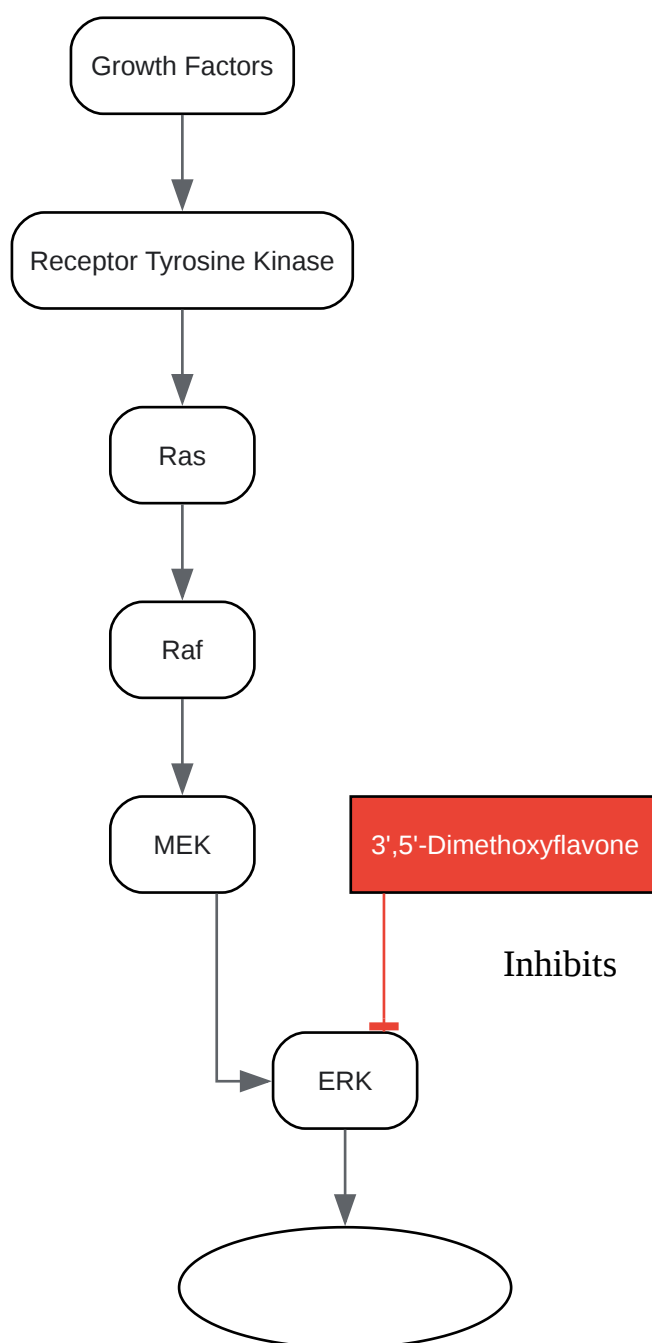 Growth Factors
Receptor Tyrosine Kinase
Ras
Raf
MEK
3',5'-Dimethoxyflavone
Inhibits
ERK